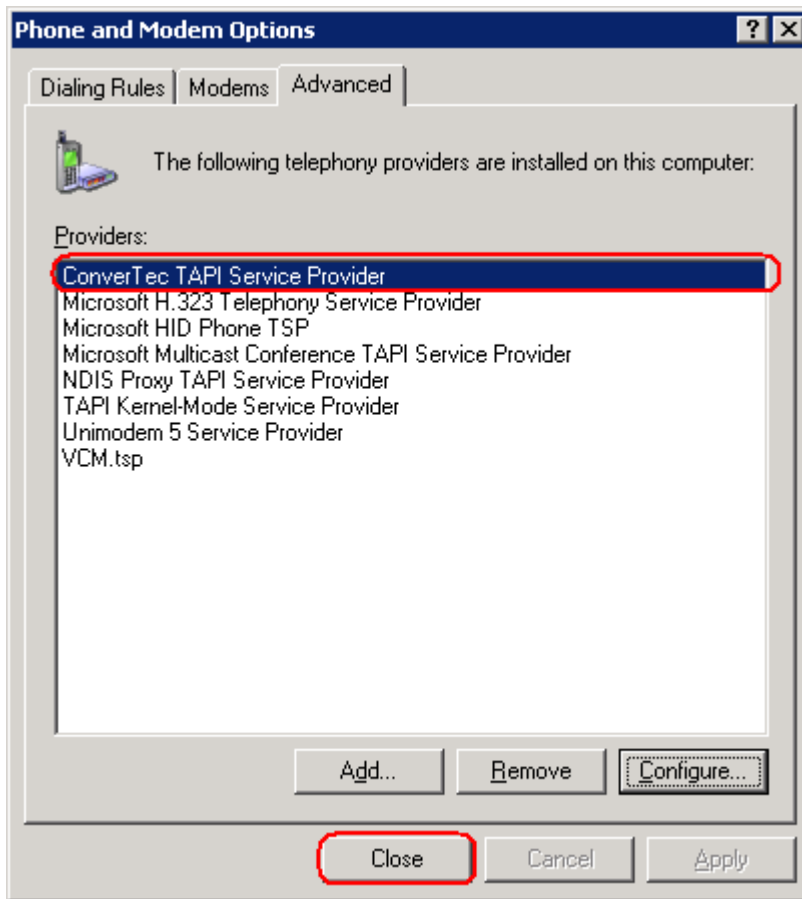 Phone and Modem Options
Dialing Rules Modems Advanced
The following telephony providers are installed on this computer:
Providers:
ConverTec TAPI Service Provider
Microsoft H.323 Telephony Service Provider
Microsoft HID Phone TSP
Microsoft Multicast Conference TAPI Service Provider
NDIS Proxy TAPI Service Provider
TAPI Kernel-Mode Service Provider
Unimodem 5 Service Provider
VCM.tsp
Add... Remove Configure...
Close Cancel Apply